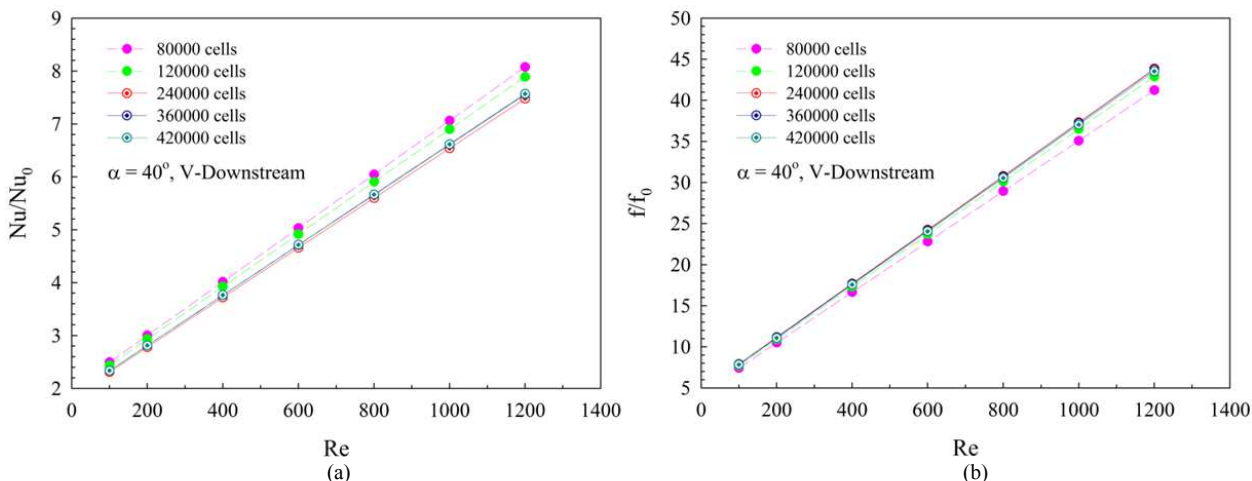 9
8
7
6
5
4
3
2
Nu/Nu₀
80000 cells
120000 cells
240000 cells
360000 cells
420000 cells
α = 40°, V-Downstream
0 200 400 600 800 1000 1200 1400
Re
(a)
50
45
40
35
30
25
20
15
10
5
f/f₀
80000 cells
120000 cells
240000 cells
360000 cells
420000 cells
α = 40°, V-Downstream
0 200 400 600 800 1000 1200 1400
Re
(b)